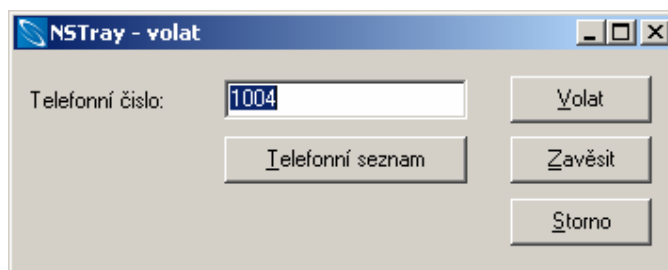 NSTray - volat
Telefonní čislo: 1004 Volat
Telefonní seznam Zavěsit
Storno